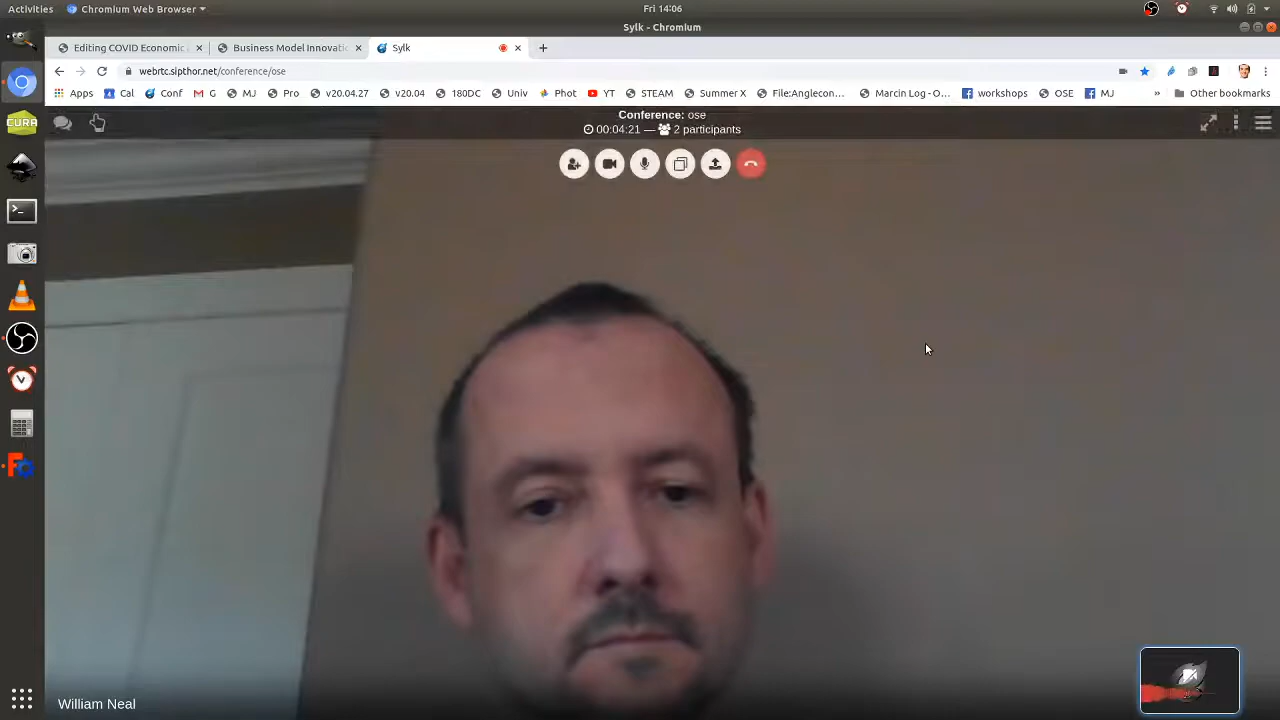 Activities
Chromium Web Browser
Fri 14:06
Sylk - Chromium
Editing COVID Economic
Business Model Innovatio
Sylk
webrtc.sipthor.net/conference/ose
Apps
Cal
Conf
G
MJ
Pro
v20.04.27
v20.04
180DC
Univ
Phot
YT
STEAM
Summer X
File:Anglecon...
Marcin Log - O...
workshops
OSE
MJ
»
Other bookmarks
Conference: ose
00:04:21 — 2 participants
CURA
William Neal